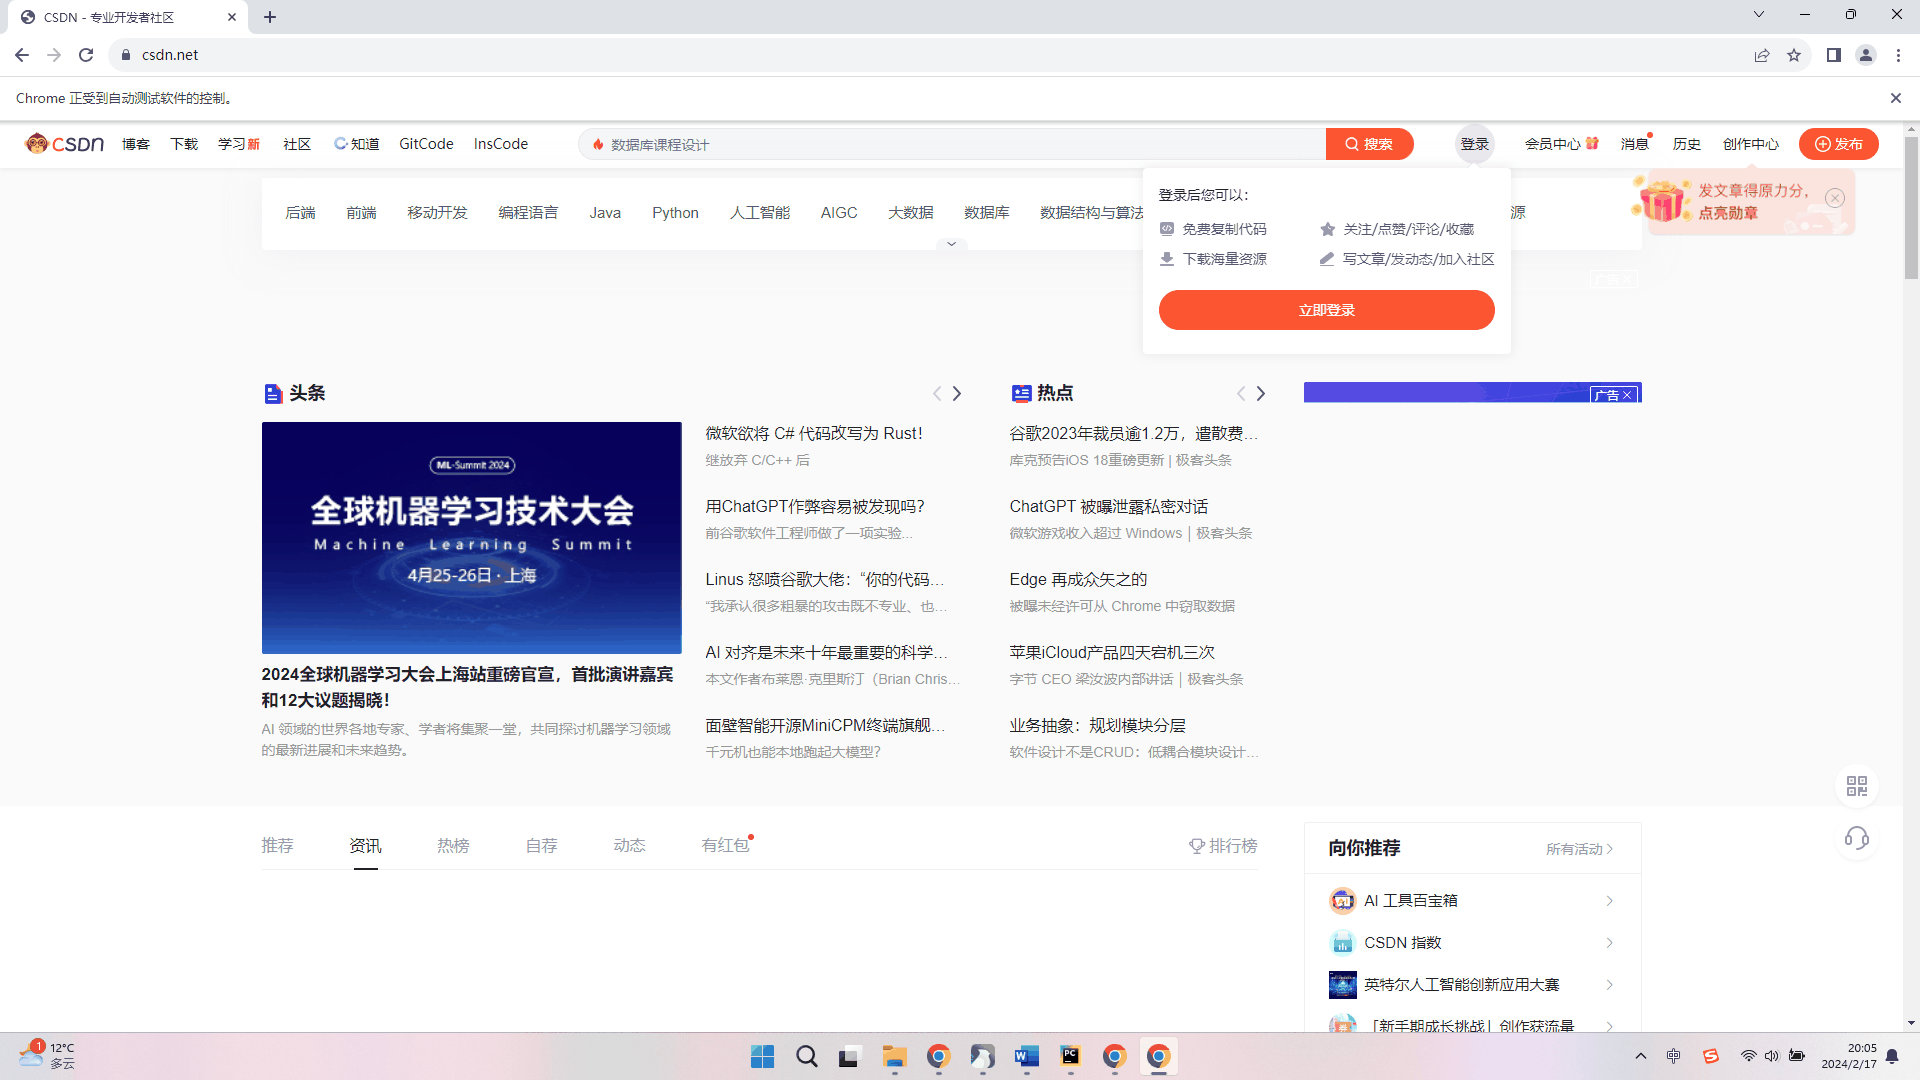 CSDN - 专业开发者社区
csdn.net
Chrome 正受到自动测试软件的控制。
CSDN 博客 下载 学习新 社区 知道 GitCode InsCode 数据库课程设计 搜索 登录 会员中心 消息 历史 创作中心 发布
登录后您可以：
免费复制代码 关注/点赞/评论/收藏
下载海量资源 写文章/发动态/加入社区
立即登录
发文章得原力分，
点亮勋章
后端 前端 移动开发 编程语言 Java Python 人工智能 AIGC 大数据 数据库 数据结构与算法 源
头条
ML-Summit 2024
全球机器学习技术大会
Machine Learning Summit
4月25-26日 · 上海
2024全球机器学习大会上海站重磅官宣，首批演讲嘉宾
和12大议题揭晓！
AI 领域的世界各地专家、学者将集聚一堂，共同探讨机器学习领域
的最新进展和未来趋势。
微软欲将 C# 代码改写为 Rust！
继放弃 C/C++ 后
用ChatGPT作弊容易被发现吗？
前谷歌软件工程师做了一项实验...
Linus 怒喷谷歌大佬：“你的代码...
“我承认很多粗暴的攻击既不专业、也...
AI 对齐是未来十年最重要的科学...
本文作者布莱恩·克里斯汀（Brian Chris...
面壁智能开源MiniCPM终端旗舰...
千元机也能本地跑起大模型？
热点
谷歌2023年裁员逾1.2万，遣散费...
库克预告iOS 18重磅更新 | 极客头条
ChatGPT 被曝泄露私密对话
微软游戏收入超过 Windows｜极客头条
Edge 再成众矢之的
被曝未经许可从 Chrome 中窃取数据
苹果iCloud产品四天宕机三次
字节 CEO 梁汝波内部讲话｜极客头条
业务抽象：规划模块分层
软件设计不是CRUD：低耦合模块设计...
广告
推荐 资讯 热榜 自荐 动态 有红包 排行榜
向你推荐 所有活动
AI 工具百宝箱
CSDN 指数
英特尔人工智能创新应用大赛
「新手期成长挑战」创作获流量
1
12°C
多云
W
PC
中
S
20:05
2024/2/17